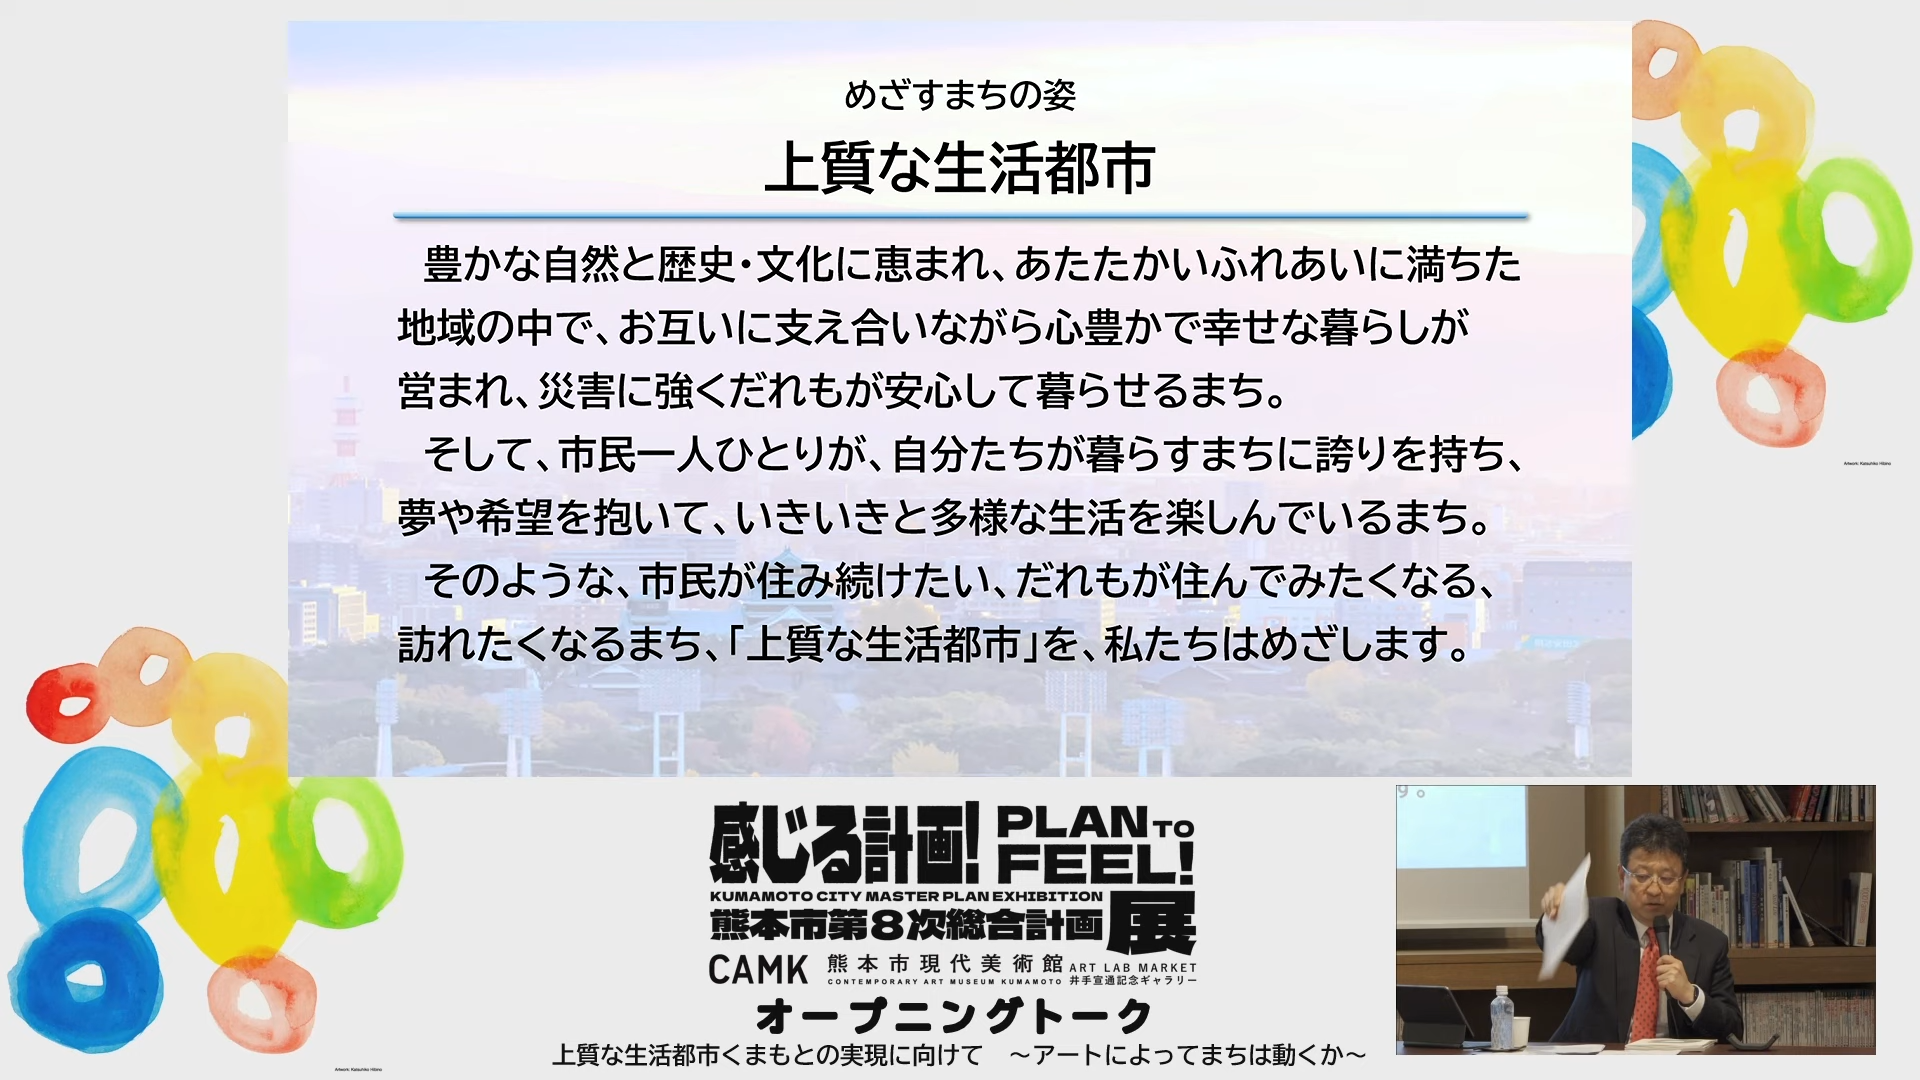 めざすまちの姿
上質な生活都市
豊かな自然と歴史・文化に恵まれ、あたたかいふれあいに満ちた
地域の中で、お互いに支え合いながら心豊かで幸せな暮らしが
営まれ、災害に強くだれもが安心して暮らせるまち。
そして、市民一人ひとりが、自分たちが暮らすまちに誇りを持ち、
夢や希望を抱いて、いきいきと多様な生活を楽しんでいるまち。
そのような、市民が住み続けたい、だれもが住んでみたくなる、
訪れたくなるまち、「上質な生活都市」を、私たちはめざします。
Artwork: Katsuhiko Hibino
す。
感じる計画! PLAN TO FEEL!
KUMAMOTO CITY MASTER PLAN EXHIBITION
熊本市第8次総合計画展
CAMK 熊本市現代美術館 ART LAB MARKET
CONTEMPORARY ART MUSEUM KUMAMOTO 井手宣通記念ギャラリー
オープニングトーク
上質な生活都市くまもとの実現に向けて ～アートによってまちは動くか～
Artwork: Katsuhiko Hibino